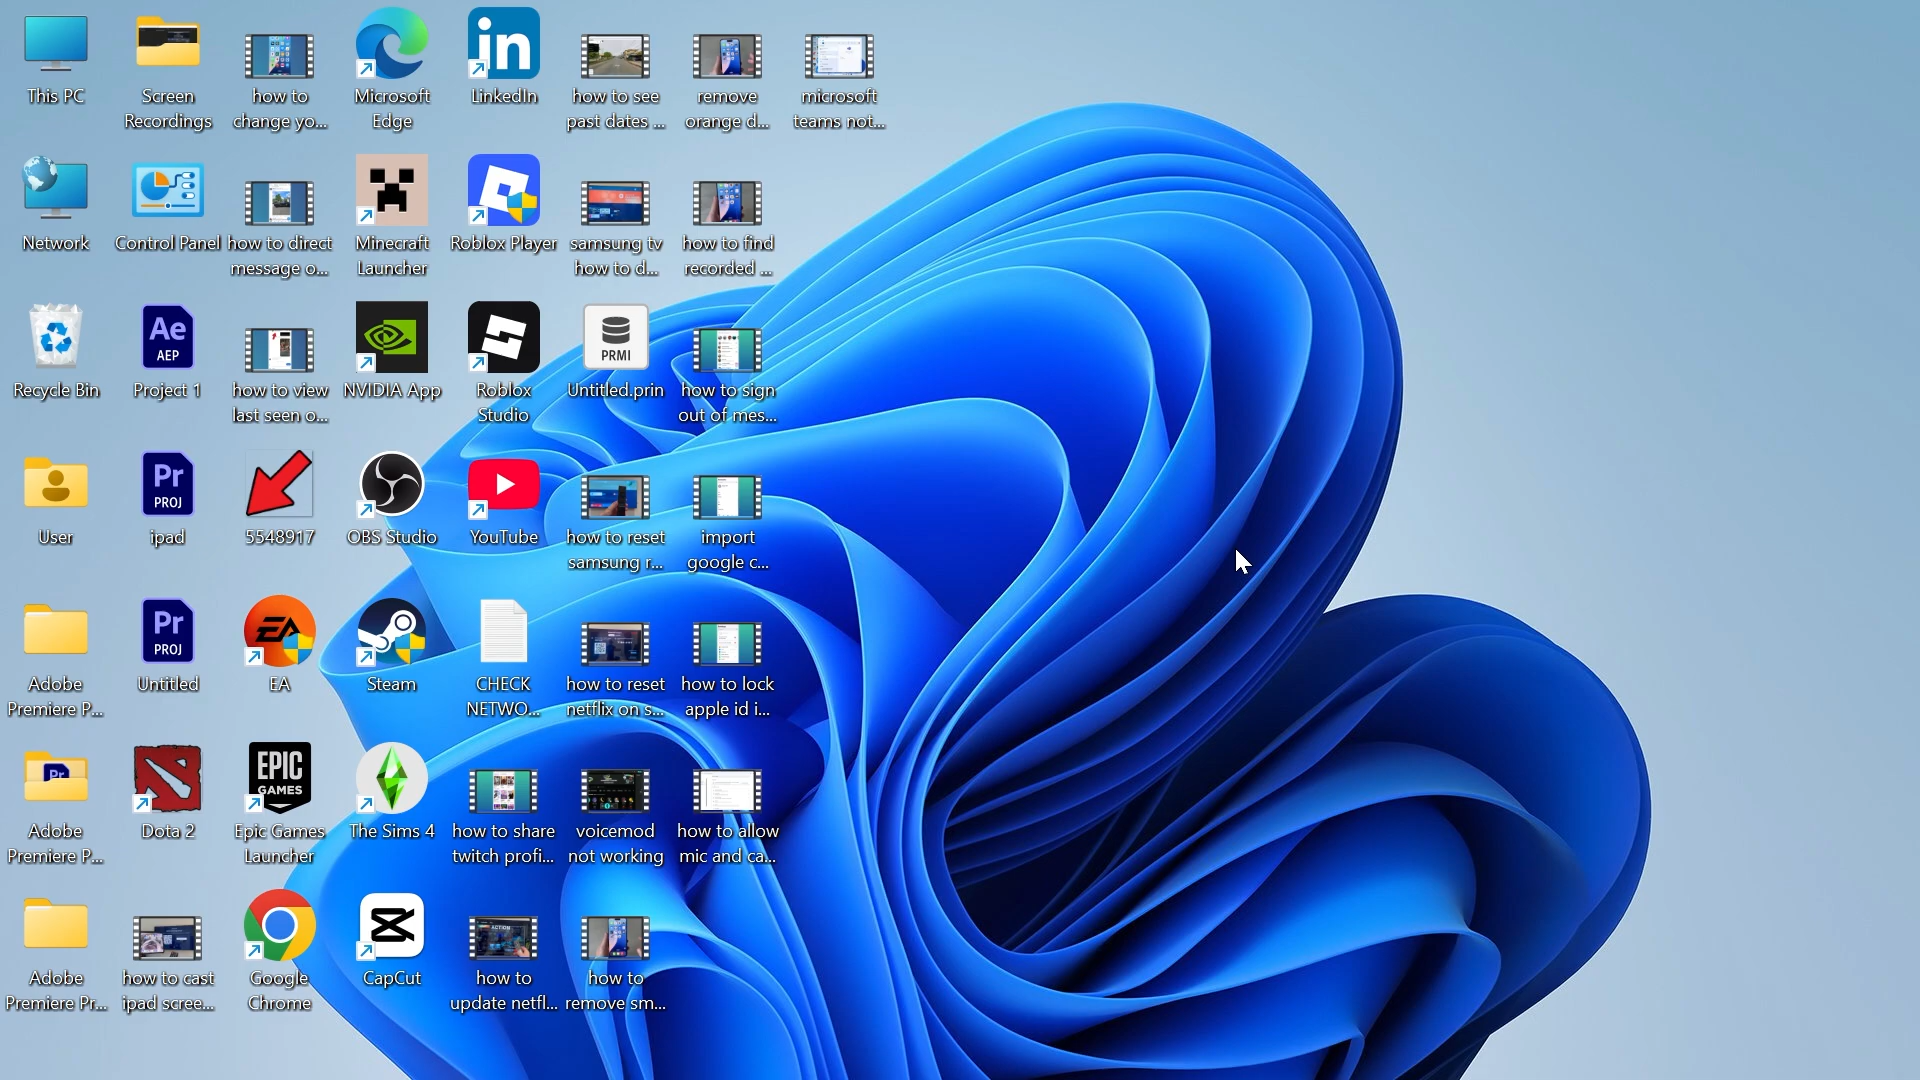 This PC
Screen
Recordings
how to
change yo...
Microsoft
Edge
in
LinkedIn
how to see
past dates ...
remove
orange d...
microsoft
teams not...
Network
Control Panel
how to direct
message o...
Minecraft
Launcher
Roblox Player
samsung tv
how to d...
how to find
recorded ...
Recycle Bin
Ae
AEP
Project 1
how to view
last seen o...
NVIDIA App
Roblox
Studio
PRMI
Untitled.prin
how to sign
out of mes...
User
Pr
PROJ
ipad
5548917
OBS Studio
YouTube
how to reset
samsung r...
import
google c...
Adobe
Premiere P...
Pr
PROJ
Untitled
EA
EA
Steam
CHECK
NETWO...
how to reset
netflix on s...
how to lock
apple id i...
Pr
Adobe
Premiere P...
Dota 2
EPIC
GAMES
Epic Games
Launcher
The Sims 4
how to share
twitch profi...
voicemod
not working
how to allow
mic and ca...
Adobe
Premiere Pr...
how to cast
ipad scree...
Google
Chrome
CapCut
ACTION
how to
update netfl...
how to
remove sm...